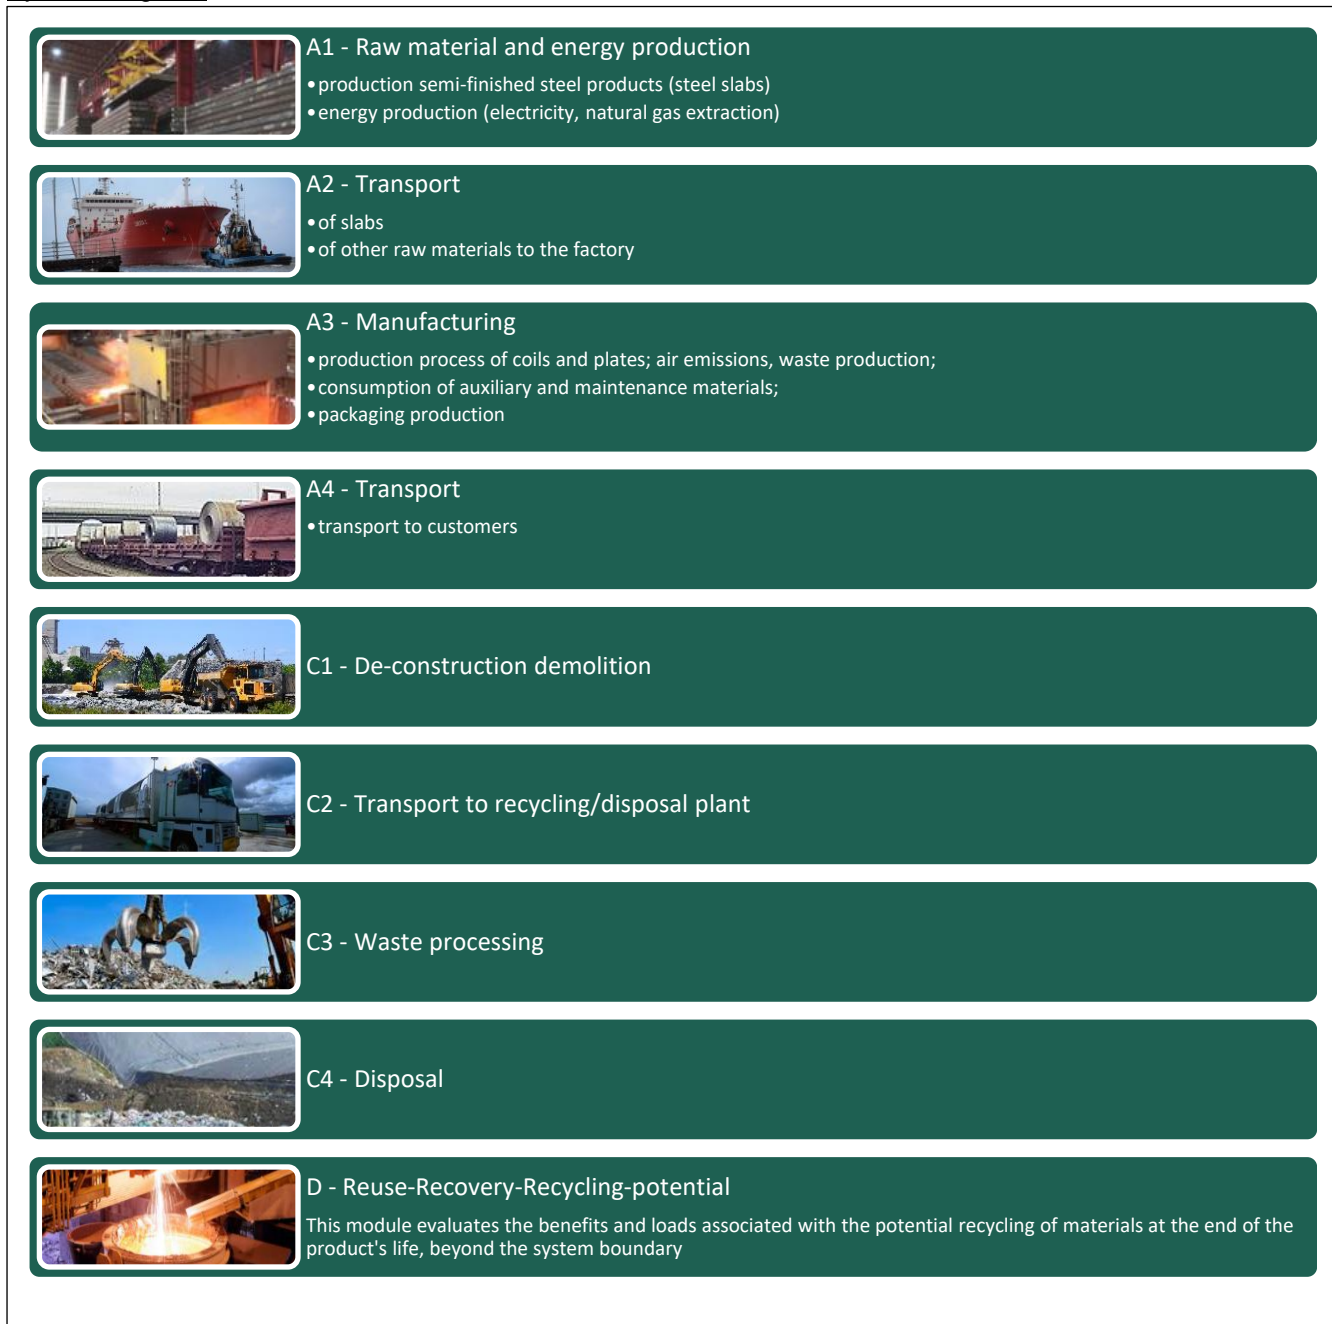 A1 - Raw material and energy production
•production semi-finished steel products (steel slabs)
•energy production (electricity, natural gas extraction)
A2 - Transport
•of slabs
•of other raw materials to the factory
A3 - Manufacturing
•production process of coils and plates; air emissions, waste production;
•consumption of auxiliary and maintenance materials;
•packaging production
A4 - Transport
•transport to customers
C1 - De-construction demolition
C2 - Transport to recycling/disposal plant
C3 - Waste processing
C4 - Disposal
D - Reuse-Recovery-Recycling-potential
This module evaluates the benefits and loads associated with the potential recycling of materials at the end of the
product's life, beyond the system boundary